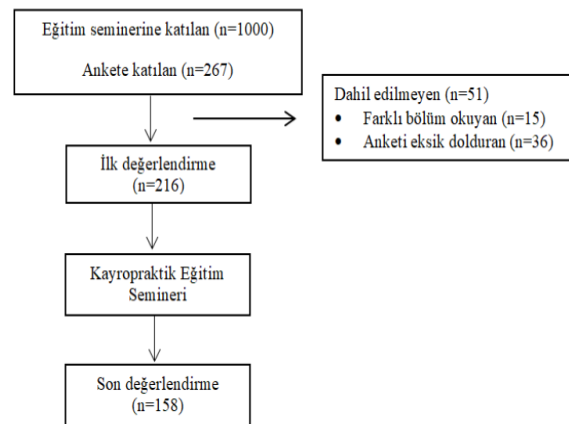 Eğitim seminerine katılan (n=1000)
Ankete katılan (n=267)
Dahil edilmeyen (n=51)
• Farklı bölüm okuyan (n=15)
• Anketi eksik dolduran (n=36)
İlk değerlendirme
(n=216)
Kayropraktik Eğitim
Semineri
Son değerlendirme
(n=158)